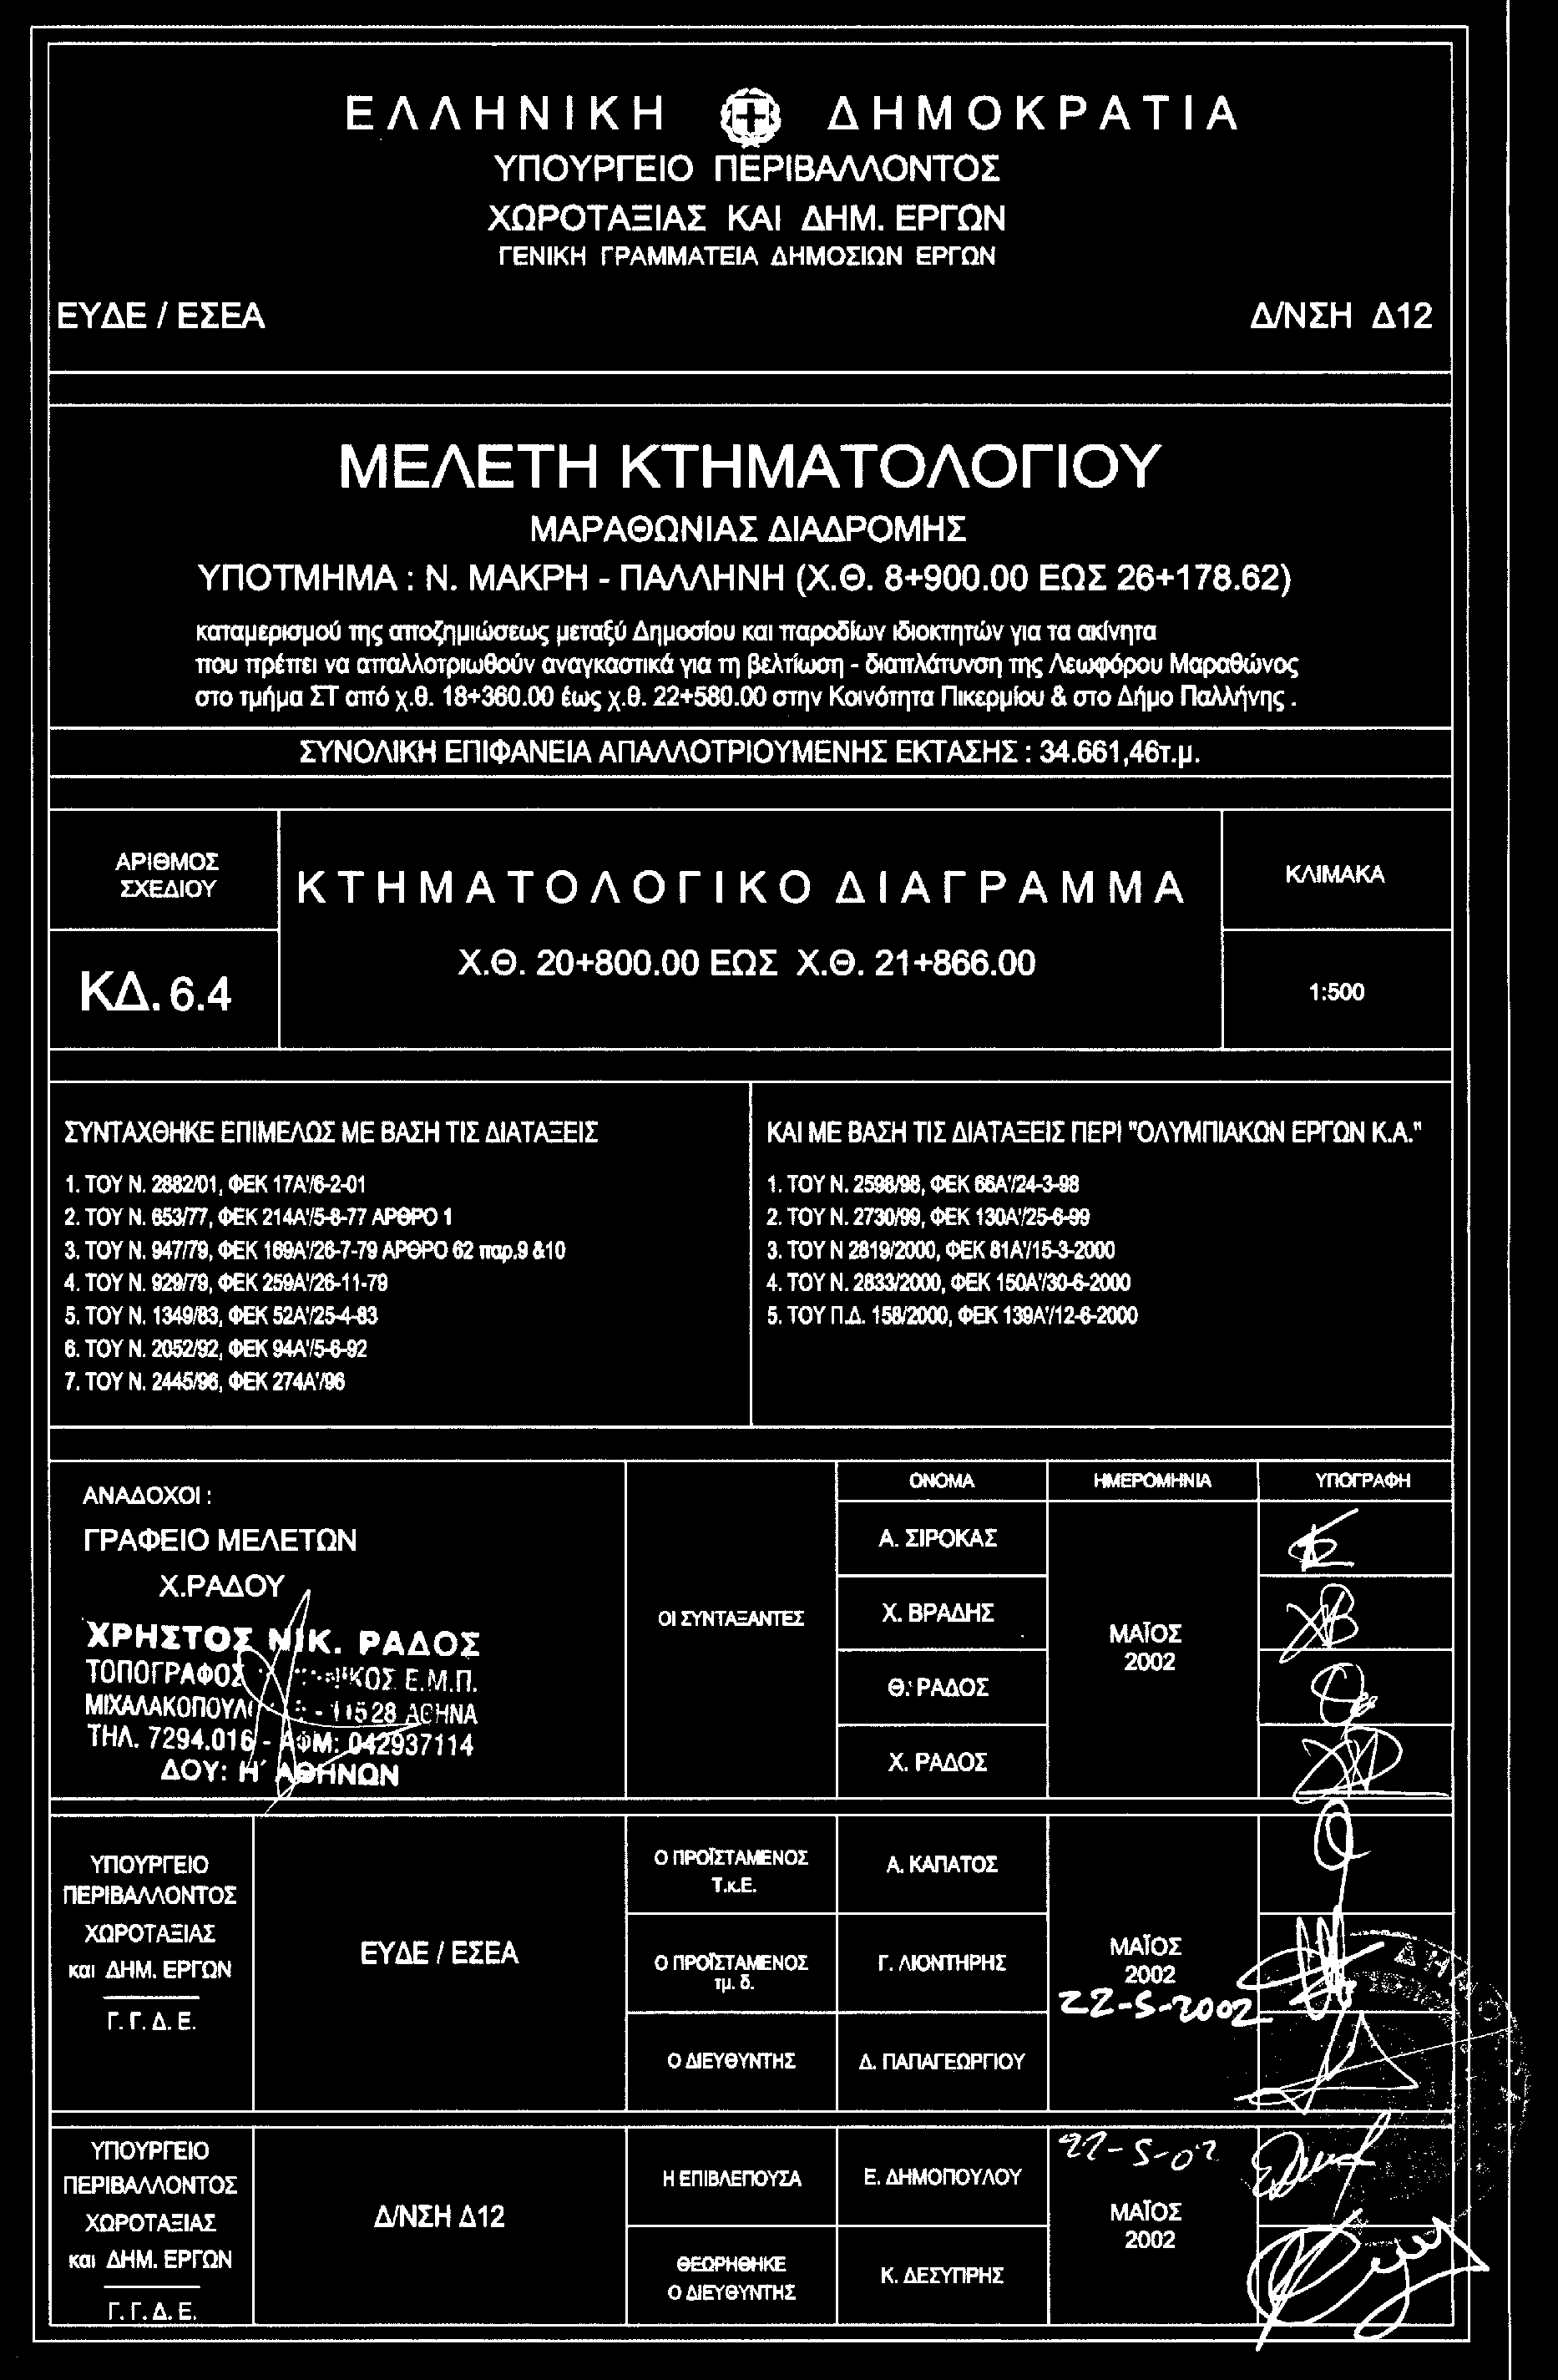 ΕΛΛΗΝΙΚΗ ΔΗΜΟΚΡΑΤΙΑ
ΥΠΟΥΡΓΕΙΟ ΠΕΡΙΒΑΛΛΟΝΤΟΣ
ΧΩΡΟΤΑΞΙΑΣ ΚΑΙ ΔΗΜ. ΕΡΓΩΝ
ΓΕΝΙΚΗ ΓΡΑΜΜΑΤΕΙΑ ΔΗΜΟΣΙΩΝ ΕΡΓΩΝ
ΕΥΔΕ / ΕΣΕΑ
Δ/ΝΣΗ Δ12
ΜΕΛΕΤΗ ΚΤΗΜΑΤΟΛΟΓΙΟΥ
ΜΑΡΑΘΩΝΙΑΣ ΔΙΑΔΡΟΜΗΣ
ΥΠΟΤΜΗΜΑ : Ν. ΜΑΚΡΗ - ΠΑΛΛΗΝΗ (Χ.Θ. 8+900.00 ΕΩΣ 26+178.62)
καταμερισμού της αποζημιώσεως μεταξύ Δημοσίου και παροδίων ιδιοκτητών για τα ακίνητα
που πρέπει να απαλλοτριωθούν αναγκαστικά για τη βελτίωση - διαπλάτυνση της Λεωφόρου Μαραθώνος
στο τμήμα ΣΤ από χ.θ. 18+360.00 έως χ.θ. 22+580.00 στην Κοινότητα Πικερμίου & στο Δήμο Παλλήνης .
ΣΥΝΟΛΙΚΗ ΕΠΙΦΑΝΕΙΑ ΑΠΑΛΛΟΤΡΙΟΥΜΕΝΗΣ ΕΚΤΑΣΗΣ : 34.661,46τ.μ.
ΑΡΙΘΜΟΣ
ΣΧΕΔΙΟΥ
ΚΔ. 6.4
ΚΤΗΜΑΤΟΛΟΓΙΚΟ ΔΙΑΓΡΑΜΜΑ
Χ.Θ. 20+800.00 ΕΩΣ Χ.Θ. 21+866.00
ΚΛΙΜΑΚΑ
1:500
ΣΥΝΤΑΧΘΗΚΕ ΕΠΙΜΕΛΩΣ ΜΕ ΒΑΣΗ ΤΙΣ ΔΙΑΤΑΞΕΙΣ
1. ΤΟΥ Ν. 2882/01, ΦΕΚ 17Α'/6-2-01
2. ΤΟΥ Ν. 653/77, ΦΕΚ 214Α'/5-8-77 ΑΡΘΡΟ 1
3. ΤΟΥ Ν. 947/79, ΦΕΚ 169Α'/26-7-79 ΑΡΘΡΟ 62 παρ.9 &10
4. ΤΟΥ Ν. 929/79, ΦΕΚ 259Α'/26-11-79
5. ΤΟΥ Ν. 1349/83, ΦΕΚ 52Α'/25-4-83
6. ΤΟΥ Ν. 2052/92, ΦΕΚ 94Α'/5-6-92
7. ΤΟΥ Ν. 2445/96, ΦΕΚ 274Α'/96
ΚΑΙ ΜΕ ΒΑΣΗ ΤΙΣ ΔΙΑΤΑΞΕΙΣ ΠΕΡΙ "ΟΛΥΜΠΙΑΚΩΝ ΕΡΓΩΝ Κ.Α."
1. ΤΟΥ Ν. 2598/98, ΦΕΚ 66Α'/24-3-98
2. ΤΟΥ Ν. 2730/99, ΦΕΚ 130Α'/25-6-99
3. ΤΟΥ Ν 2819/2000, ΦΕΚ 81Α'/15-3-2000
4. ΤΟΥ Ν. 2833/2000, ΦΕΚ 150Α'/30-6-2000
5. ΤΟΥ Π.Δ. 158/2000, ΦΕΚ 139Α'/12-6-2000
ΑΝΑΔΟΧΟΙ :
ΓΡΑΦΕΙΟ ΜΕΛΕΤΩΝ
Χ.ΡΑΔΟΥ
ΧΡΗΣΤΟΣ ΝΙΚ. ΡΑΔΟΣ
ΤΟΠΟΓΡΑΦΟΣ Ε.Μ.Π.
11528 ΑΘΗΝΑ
ΤΗΛ. 7294.016 - ΑΦΜ: 042937114
ΔΟΥ: Η' ΑΘΗΝΩΝ
ΟΙ ΣΥΝΤΑΞΑΝΤΕΣ
ΟΝΟΜΑ
ΗΜΕΡΟΜΗΝΙΑ
ΥΠΟΓΡΑΦΗ
Α. ΣΙΡΟΚΑΣ
Χ. ΒΡΑΔΗΣ
Θ. ΡΑΔΟΣ
Χ. ΡΑΔΟΣ
ΜΑΪΟΣ
2002
ΥΠΟΥΡΓΕΙΟ
ΠΕΡΙΒΑΛΛΟΝΤΟΣ
ΧΩΡΟΤΑΞΙΑΣ
και ΔΗΜ. ΕΡΓΩΝ
Γ. Γ. Δ. Ε.
ΕΥΔΕ / ΕΣΕΑ
Ο ΠΡΟΪΣΤΑΜΕΝΟΣ
Τ.κ.Ε.
Α. ΚΑΠΑΤΟΣ
Ο ΠΡΟΪΣΤΑΜΕΝΟΣ
τμ. δ.
Γ. ΛΙΟΝΤΗΡΗΣ
Ο ΔΙΕΥΘΥΝΤΗΣ
Δ. ΠΑΠΑΓΕΩΡΓΙΟΥ
ΜΑΪΟΣ
2002
22-5-2002
ΥΠΟΥΡΓΕΙΟ
ΠΕΡΙΒΑΛΛΟΝΤΟΣ
ΧΩΡΟΤΑΞΙΑΣ
και ΔΗΜ. ΕΡΓΩΝ
Γ. Γ. Δ. Ε.
Δ/ΝΣΗ Δ12
Η ΕΠΙΒΛΕΠΟΥΣΑ
Ε. ΔΗΜΟΠΟΥΛΟΥ
ΘΕΩΡΗΘΗΚΕ
Ο ΔΙΕΥΘΥΝΤΗΣ
Κ. ΔΕΣΥΠΡΗΣ
ΜΑΪΟΣ
2002